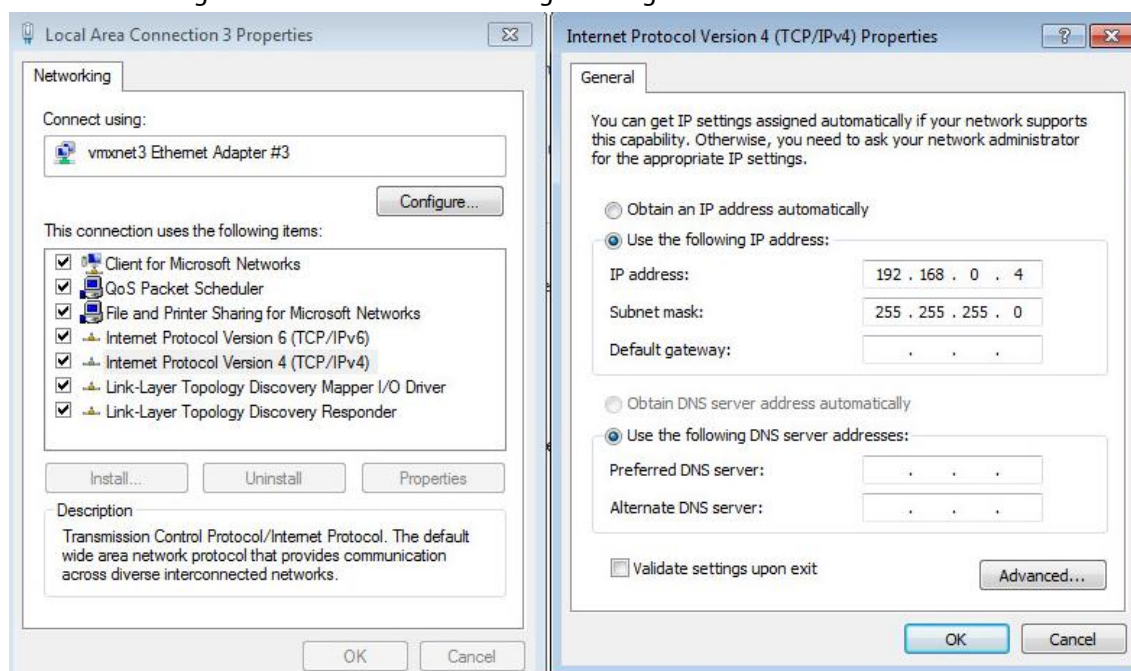 Local Area Connection 3 Properties
Networking
Connect using:
vmxnet3 Ethernet Adapter #3
Configure...
This connection uses the following items:
Client for Microsoft Networks
QoS Packet Scheduler
File and Printer Sharing for Microsoft Networks
Internet Protocol Version 6 (TCP/IPv6)
Internet Protocol Version 4 (TCP/IPv4)
Link-Layer Topology Discovery Mapper I/O Driver
Link-Layer Topology Discovery Responder
Install...
Uninstall
Properties
Description
Transmission Control Protocol/Internet Protocol. The default
wide area network protocol that provides communication
across diverse interconnected networks.
OK
Cancel
Internet Protocol Version 4 (TCP/IPv4) Properties
General
You can get IP settings assigned automatically if your network supports
this capability. Otherwise, you need to ask your network administrator
for the appropriate IP settings.
Obtain an IP address automatically
Use the following IP address:
IP address: 192 . 168 . 0 . 4
Subnet mask: 255 . 255 . 255 . 0
Default gateway: . . .
Obtain DNS server address automatically
Use the following DNS server addresses:
Preferred DNS server: . . .
Alternate DNS server: . . .
Validate settings upon exit
Advanced...
OK
Cancel